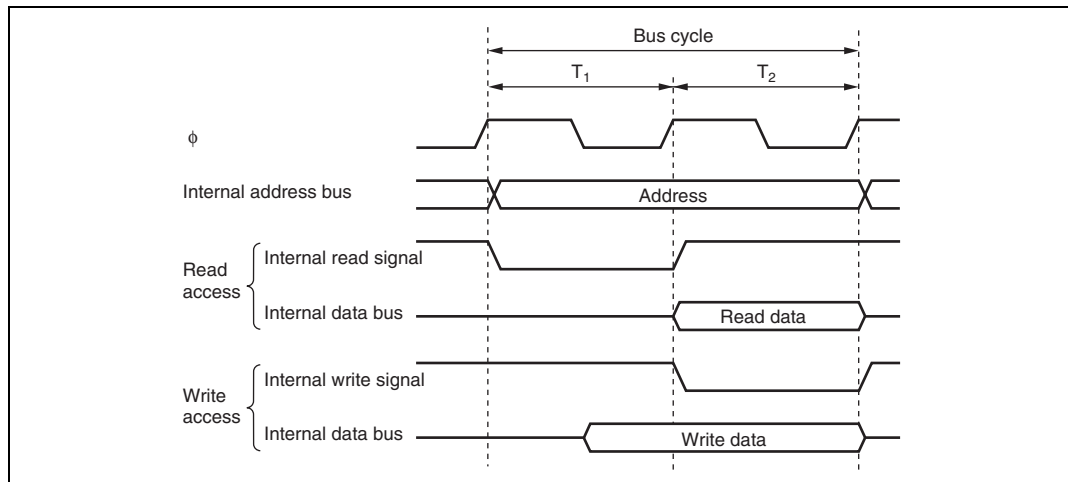 Bus cycle
T₁ T₂
ϕ
Internal address bus Address
Read access Internal read signal
Internal data bus Read data
Write access Internal write signal
Internal data bus Write data